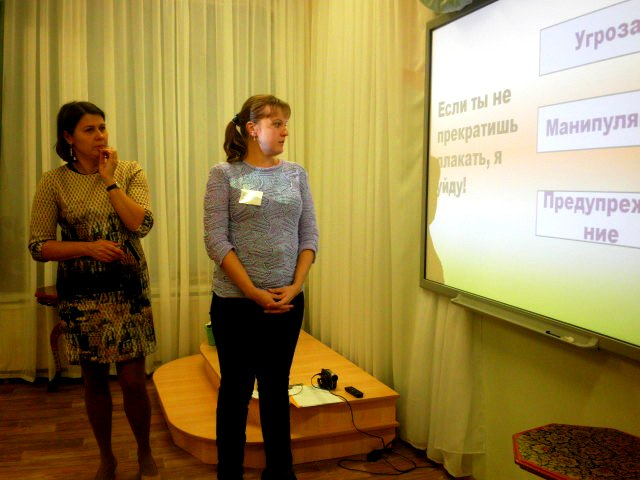 Если ты не
прекратишь
плакать, я
уйду!
Угроза
Манипуля
Предупреж
ние